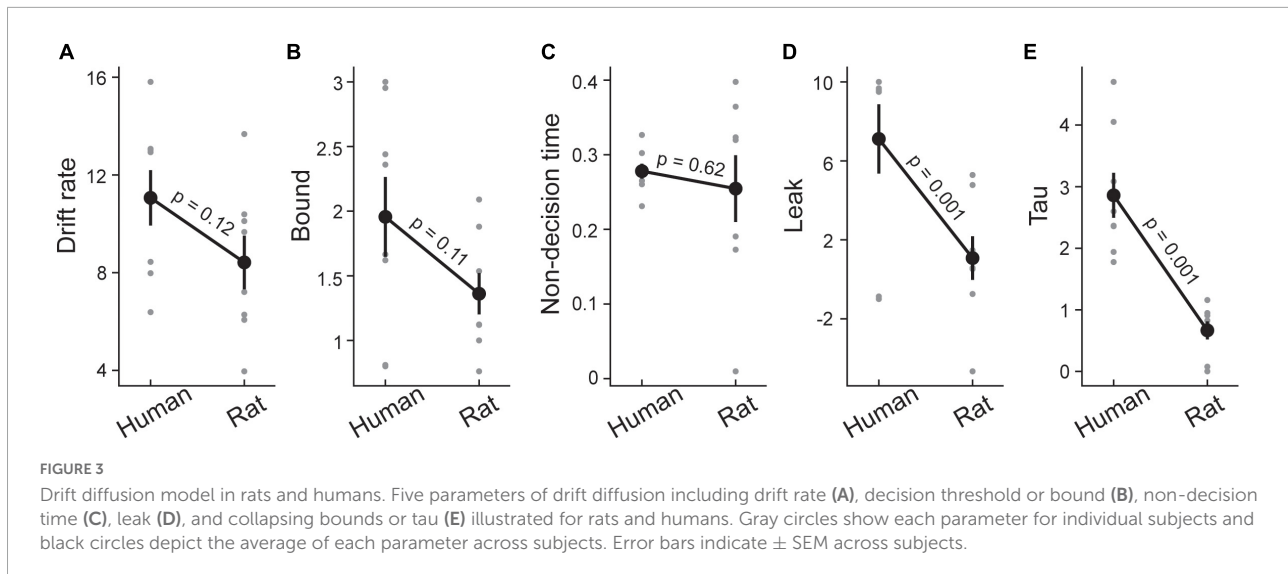 A
B
C
D
E
16
12
8
4
Drift rate
p = 0.12
Human
Rat
3
2.5
2
1.5
1
Bound
p = 0.11
Human
Rat
0.4
0.3
0.2
0.1
0
Non-decision time
p = 0.62
Human
Rat
10
6
2
-2
Leak
p = 0.001
Human
Rat
4
3
2
1
0
Tau
p = 0.001
Human
Rat
FIGURE 3
Drift diffusion model in rats and humans. Five parameters of drift diffusion including drift rate (A), decision threshold or bound (B), non-decision
time (C), leak (D), and collapsing bounds or tau (E) illustrated for rats and humans. Gray circles show each parameter for individual subjects and
black circles depict the average of each parameter across subjects. Error bars indicate ± SEM across subjects.